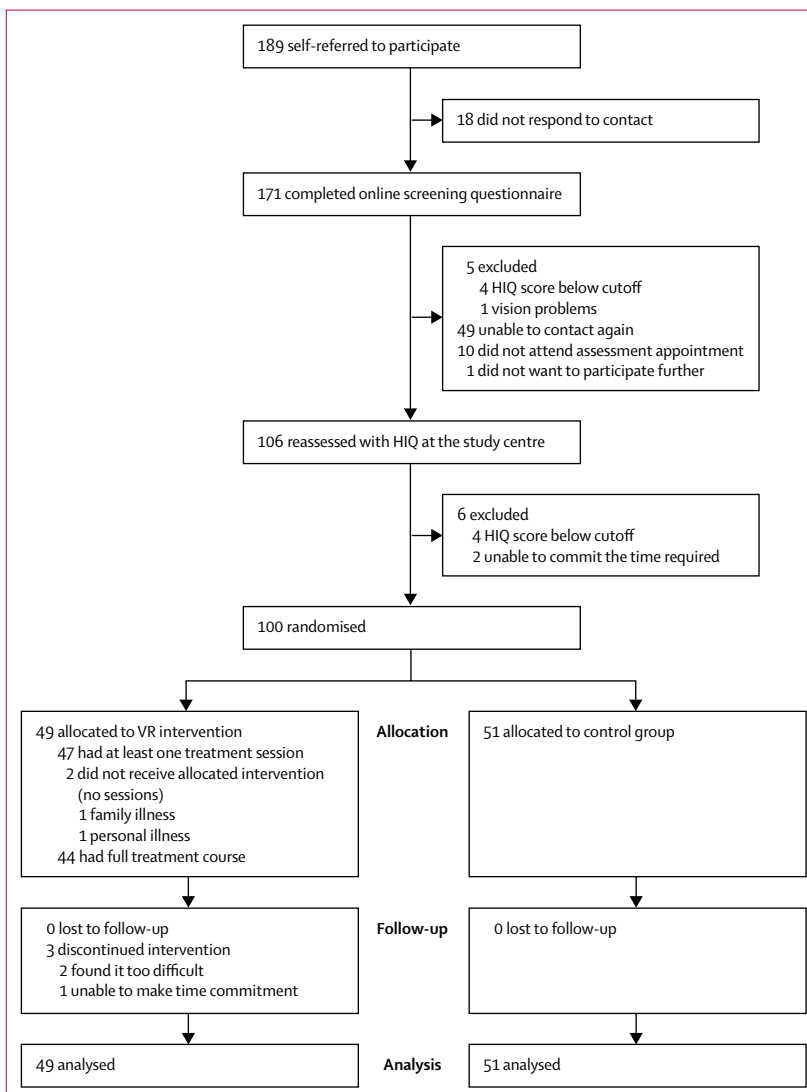 189 self-referred to participate
18 did not respond to contact
171 completed online screening questionnaire
5 excluded
4 HIQ score below cutoff
1 vision problems
49 unable to contact again
10 did not attend assessment appointment
1 did not want to participate further
106 reassessed with HIQ at the study centre
6 excluded
4 HIQ score below cutoff
2 unable to commit the time required
100 randomised
49 allocated to VR intervention
47 had at least one treatment session
2 did not receive allocated intervention
(no sessions)
1 family illness
1 personal illness
44 had full treatment course
Allocation
51 allocated to control group
0 lost to follow-up
3 discontinued intervention
2 found it too difficult
1 unable to make time commitment
Follow-up
0 lost to follow-up
49 analysed
Analysis
51 analysed